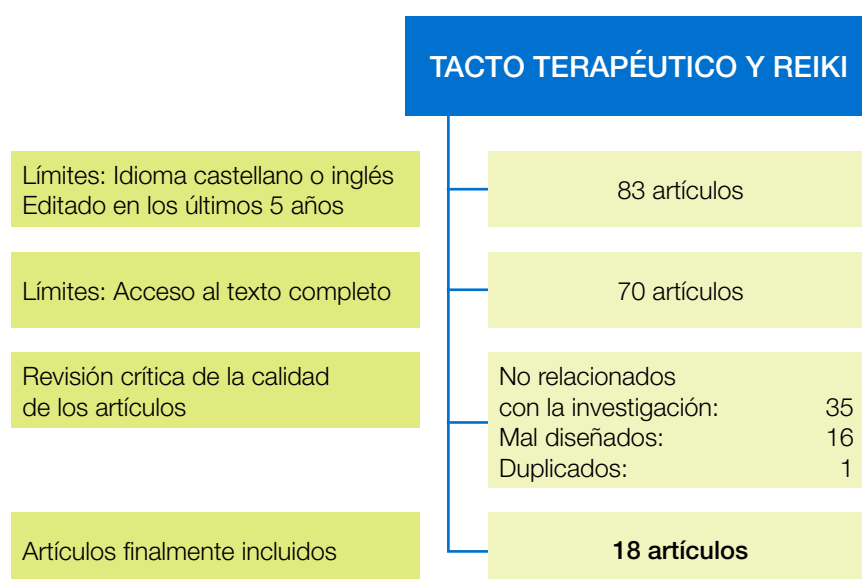 TACTO TERAPÉUTICO Y REIKI
Límites: Idioma castellano o inglés
Editado en los últimos 5 años
83 artículos
Límites: Acceso al texto completo
70 artículos
Revisión crítica de la calidad
de los artículos
No relacionados
con la investigación: 35
Mal diseñados: 16
Duplicados: 1
Artículos finalmente incluidos
18 artículos